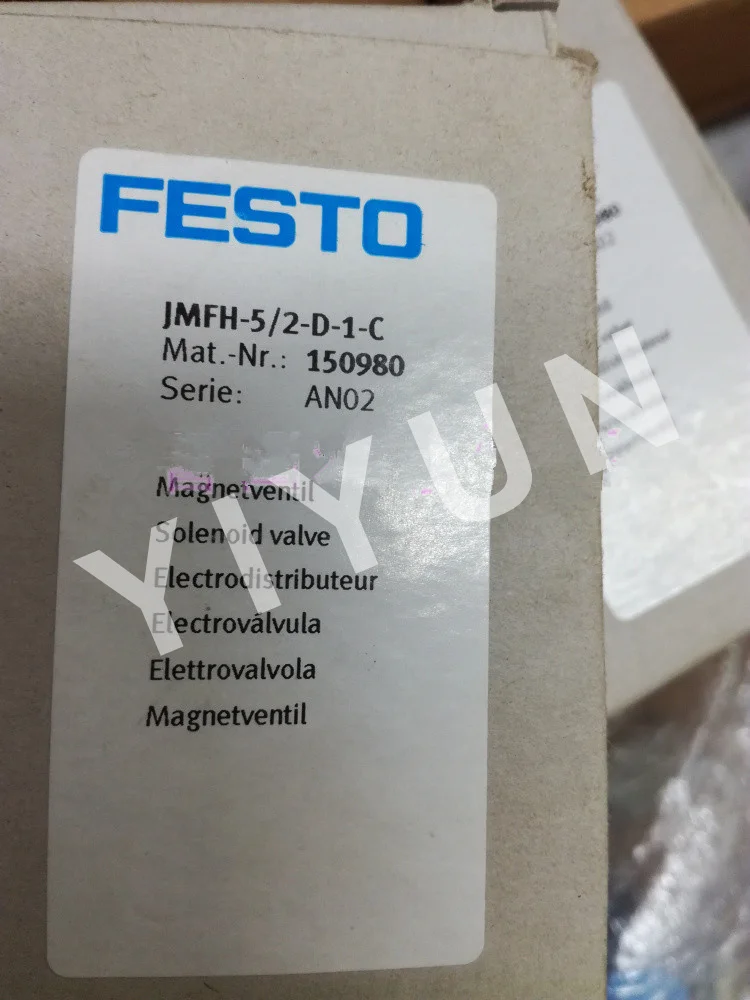 FESTO
JMFH-5/2-D-1-C
Mat.-Nr.: 150980
Serie: AN02
Magnetventil
Solenoid valve
Electrodistributeur
Electroválvula
Elettrovalvola
Magnetventil
YIYUN